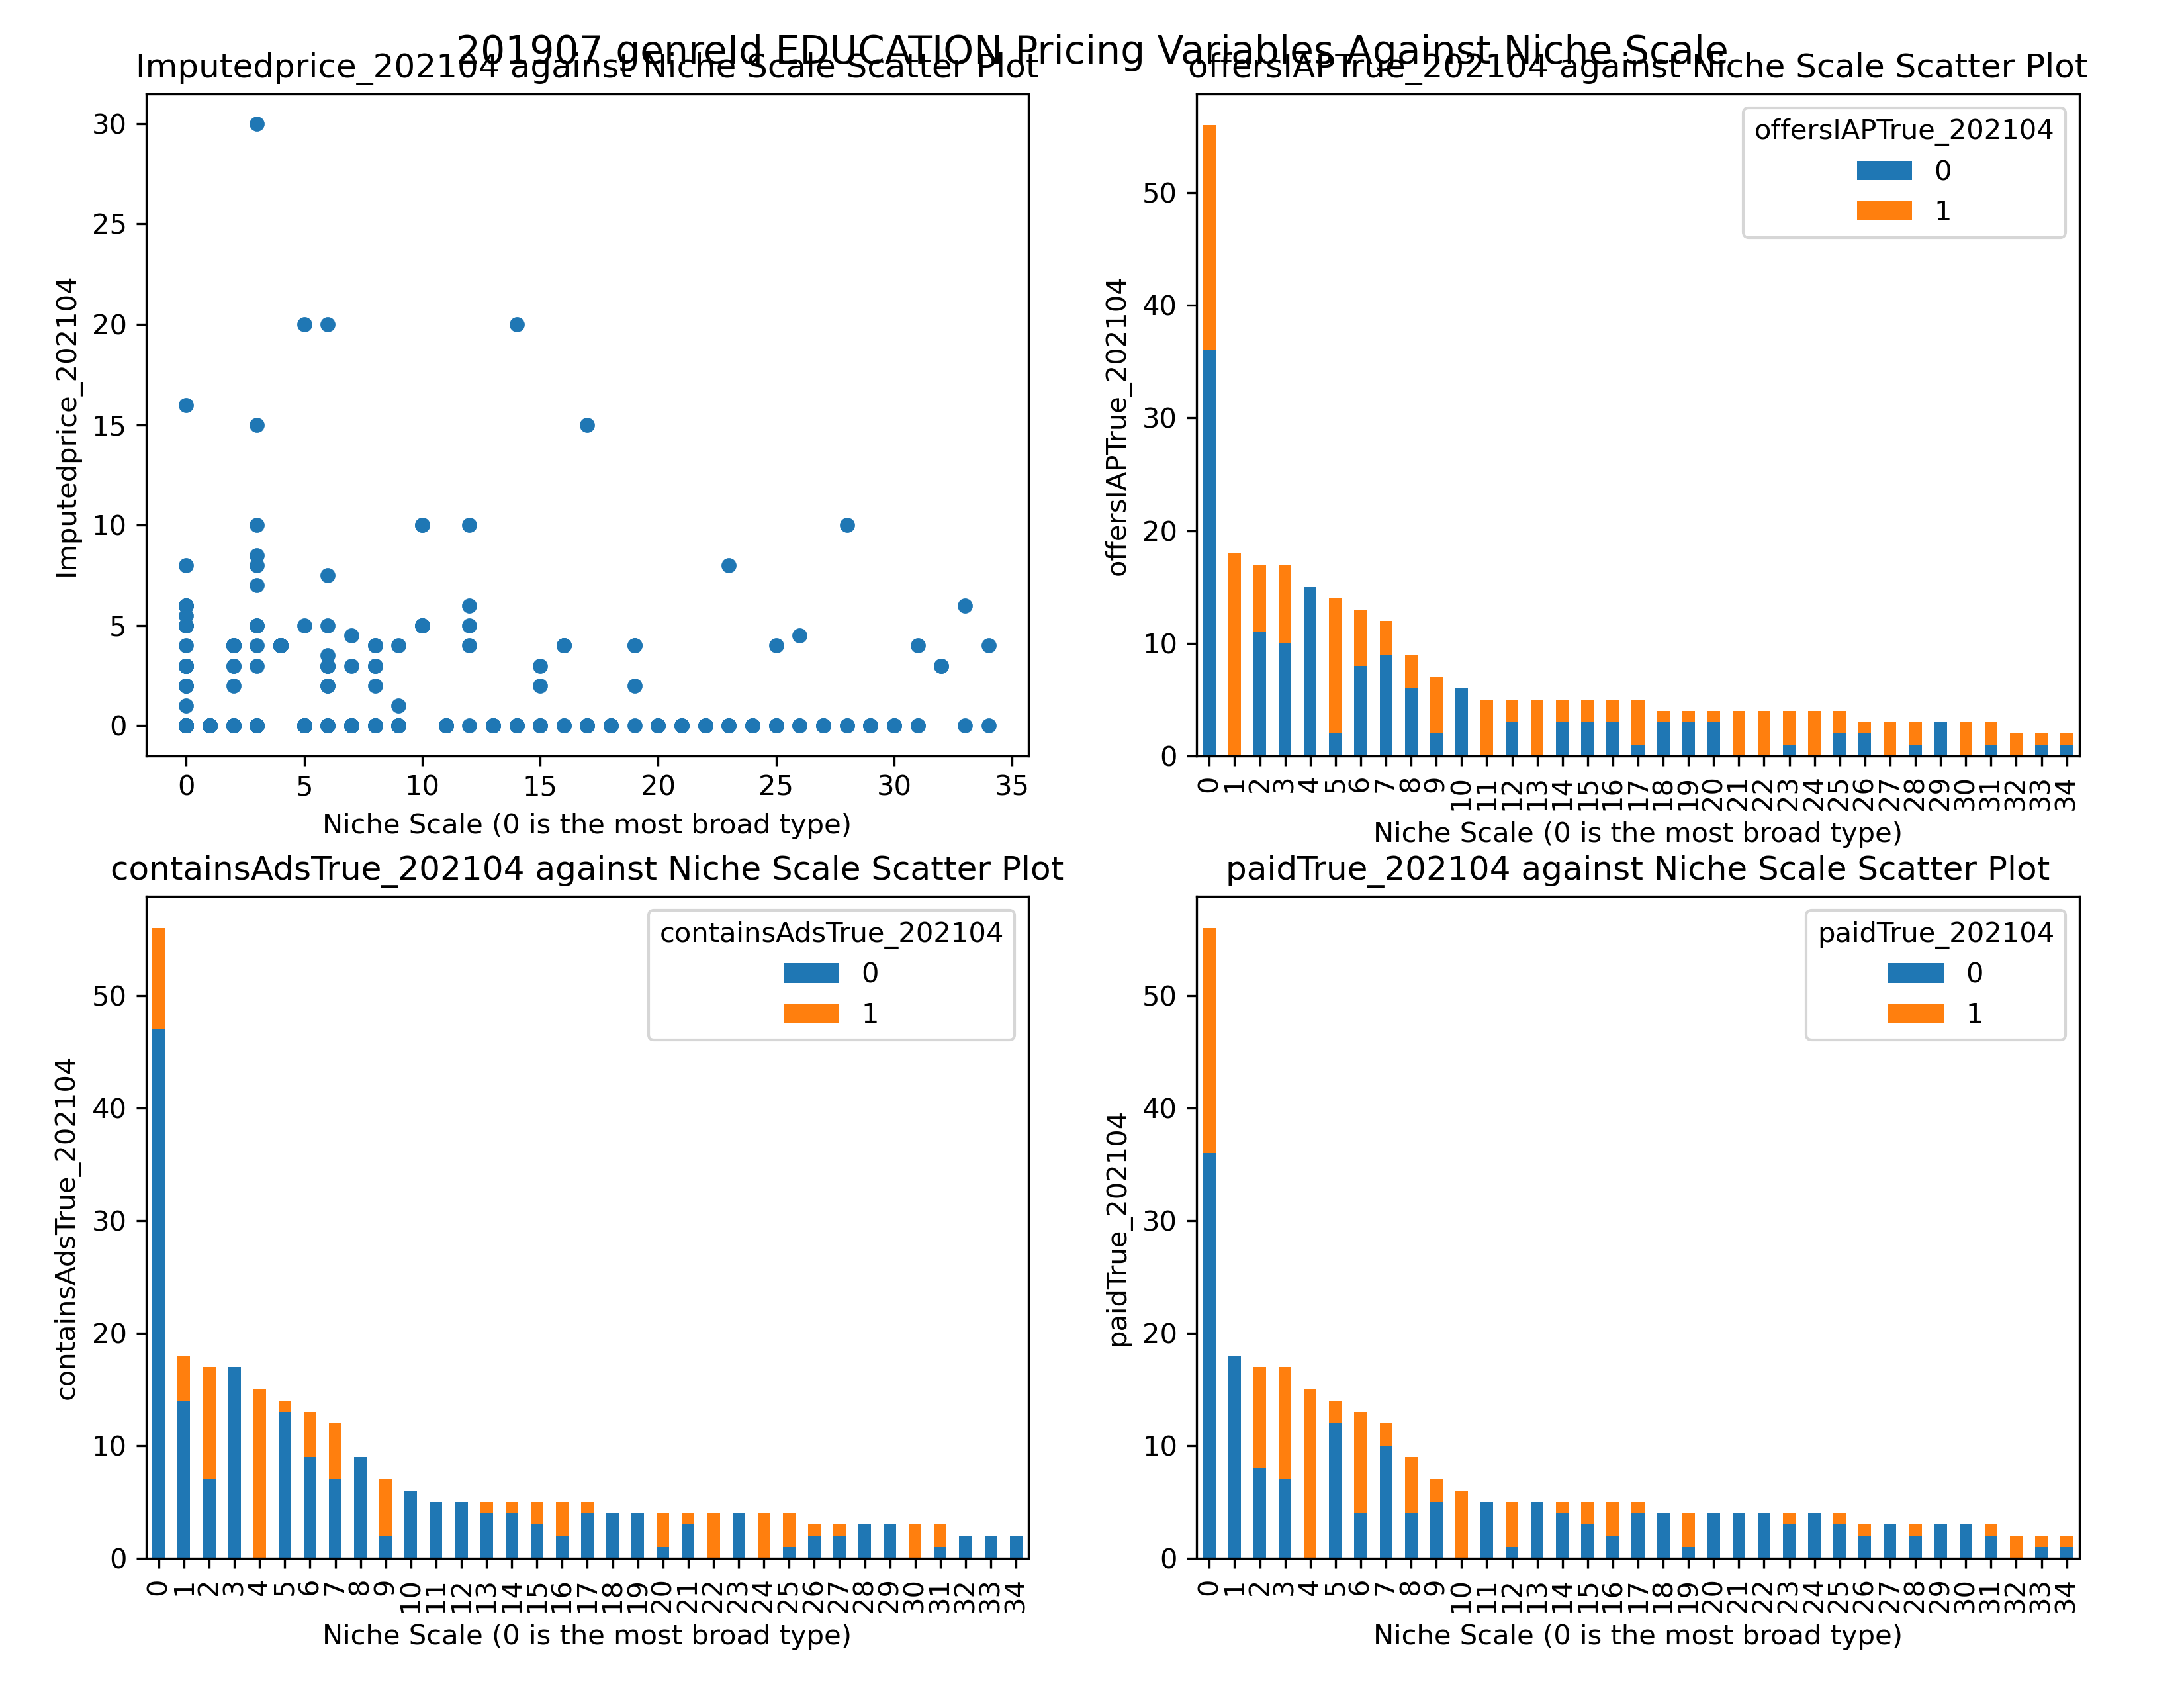 201907 genreId EDUCATION Pricing Variables Against Niche Scale
Imputedprice_202104 against Niche Scale Scatter Plot
Imputedprice_202104
30
25
20
15
10
5
0
0 5 10 15 20 25 30 35
Niche Scale (0 is the most broad type)
offersIAPTrue_202104 against Niche Scale Scatter Plot
offersIAPTrue_202104
50
40
30
20
10
0
offersIAPTrue_202104
0
1
0 1 2 3 4 5 6 7 8 9 10 11 12 13 14 15 16 17 18 19 20 21 22 23 24 25 26 27 28 29 30 31 32 33 34
Niche Scale (0 is the most broad type)
containsAdsTrue_202104 against Niche Scale Scatter Plot
containsAdsTrue_202104
50
40
30
20
10
0
containsAdsTrue_202104
0
1
0 1 2 3 4 5 6 7 8 9 10 11 12 13 14 15 16 17 18 19 20 21 22 23 24 25 26 27 28 29 30 31 32 33 34
Niche Scale (0 is the most broad type)
paidTrue_202104 against Niche Scale Scatter Plot
paidTrue_202104
50
40
30
20
10
0
paidTrue_202104
0
1
0 1 2 3 4 5 6 7 8 9 10 11 12 13 14 15 16 17 18 19 20 21 22 23 24 25 26 27 28 29 30 31 32 33 34
Niche Scale (0 is the most broad type)